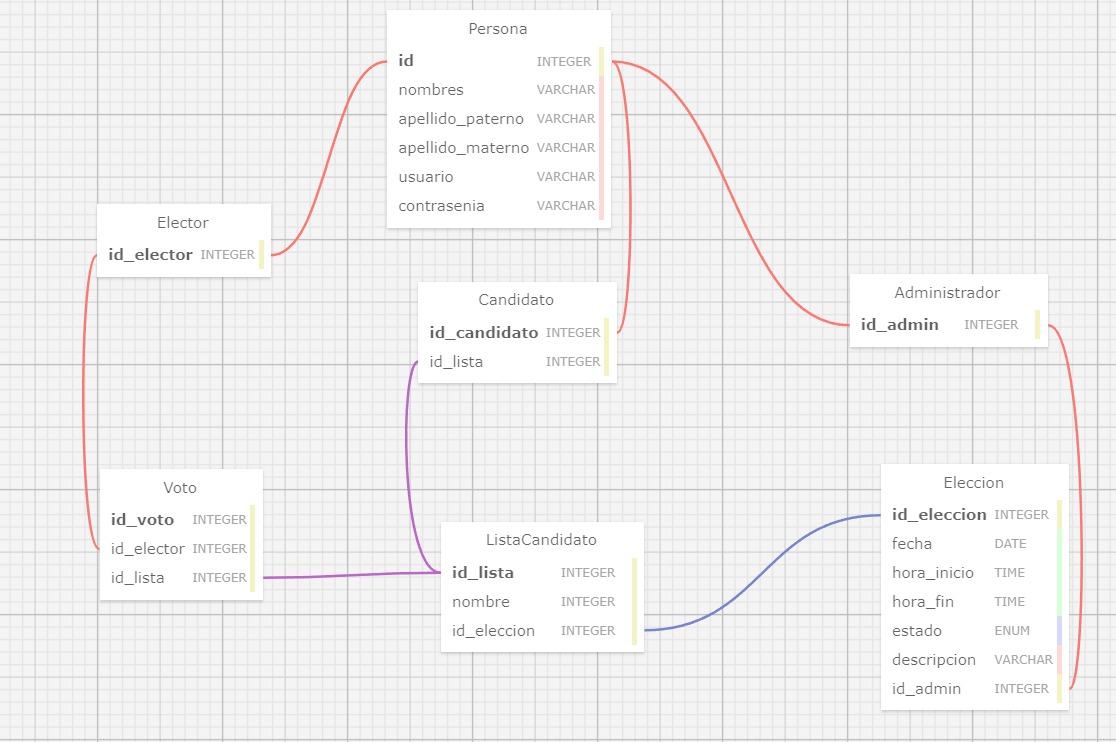 Persona
id INTEGER
nombres VARCHAR
apellido_paterno VARCHAR
apellido_materno VARCHAR
usuario VARCHAR
contrasenia VARCHAR
Elector
id_elector INTEGER
Candidato
id_candidato INTEGER
id_lista INTEGER
Administrador
id_admin INTEGER
Voto
id_voto INTEGER
id_elector INTEGER
id_lista INTEGER
ListaCandidato
id_lista INTEGER
nombre INTEGER
id_eleccion INTEGER
Eleccion
id_eleccion INTEGER
fecha DATE
hora_inicio TIME
hora_fin TIME
estado ENUM
descripcion VARCHAR
id_admin INTEGER